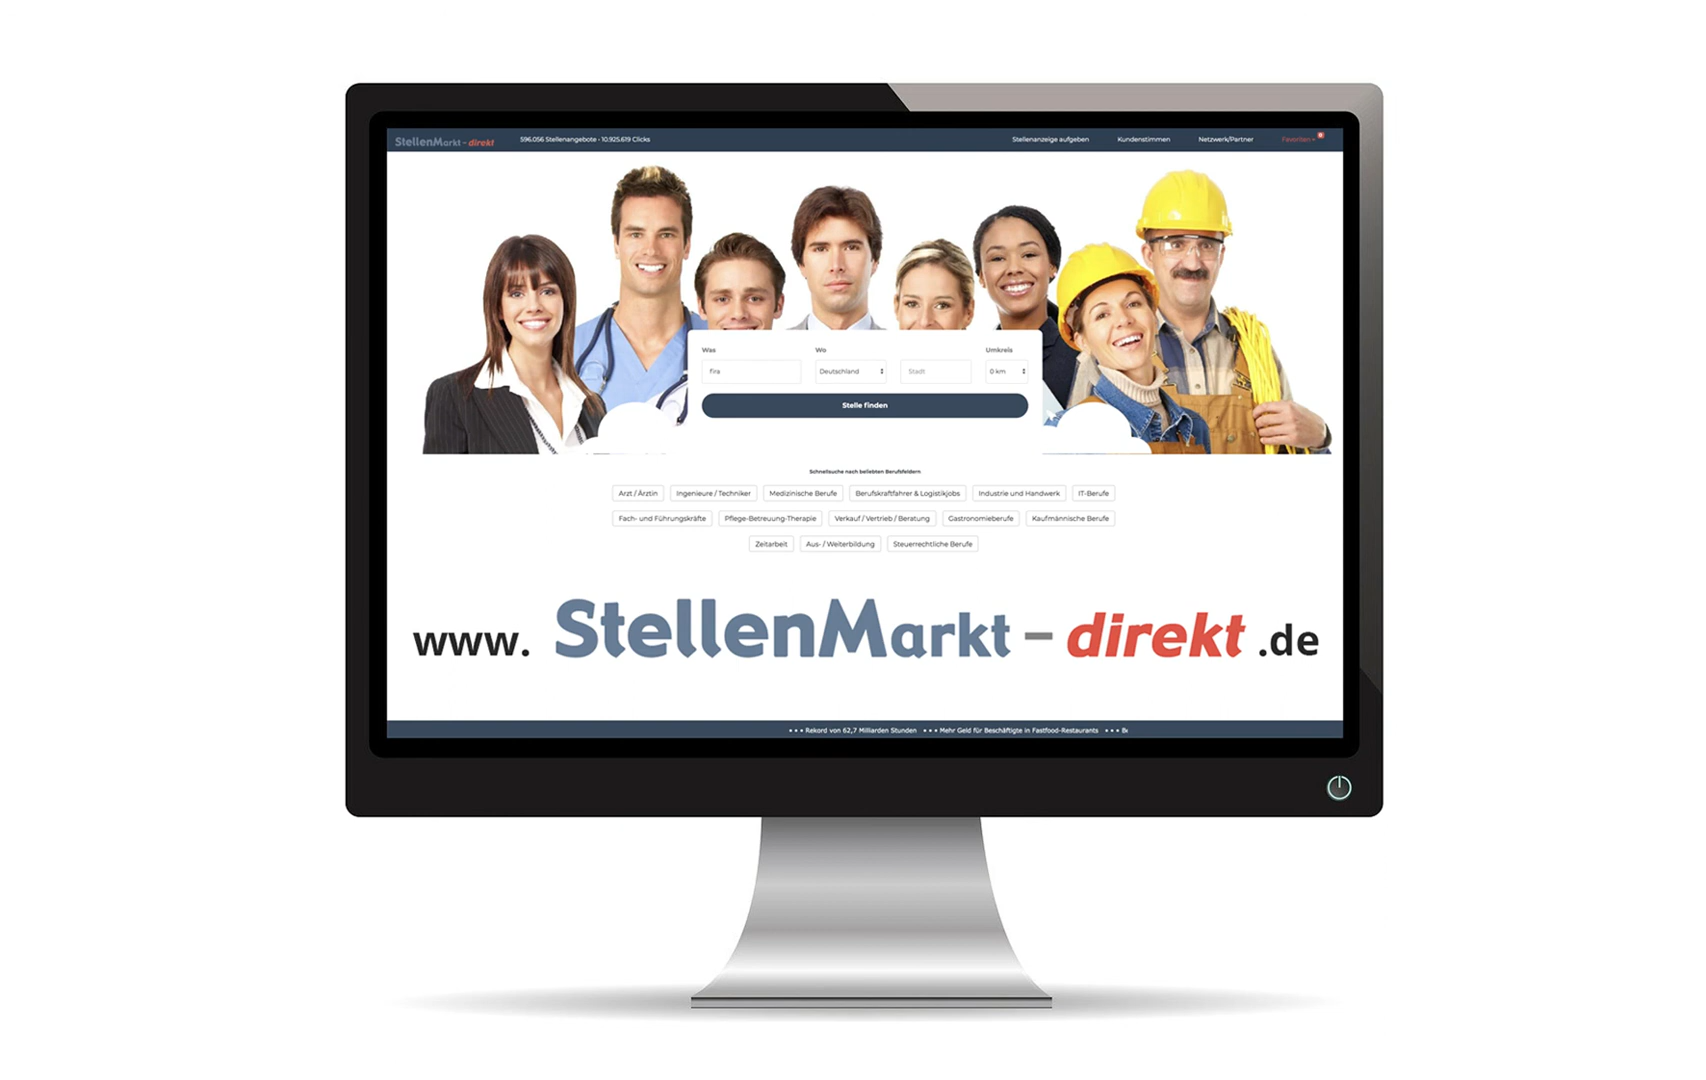 StellenMarkt - direkt 596.056 Stellenangebote • 10.925.619 Clicks Stellenanzeige aufgeben Kundenstimmen Netzwerk/Partner Favoriten
Was Wo Umkreis
fira Deutschland Stadt 0 km
Stelle finden
Schnellsuche nach beliebten Berufsfeldern
Arzt / Ärztin Ingenieure / Techniker Medizinische Berufe Berufskraftfahrer & Logistikjobs Industrie und Handwerk IT-Berufe
Fach- und Führungskräfte Pflege-Betreuung-Therapie Verkauf / Vertrieb / Beratung Gastronomieberufe Kaufmännische Berufe
Zeitarbeit Aus- / Weiterbildung Steuerrechtliche Berufe
www. StellenMarkt - direkt .de
• • • Rekord von 62,7 Milliarden Stunden • • • Mehr Geld für Beschäftigte in Fastfood-Restaurants • • •